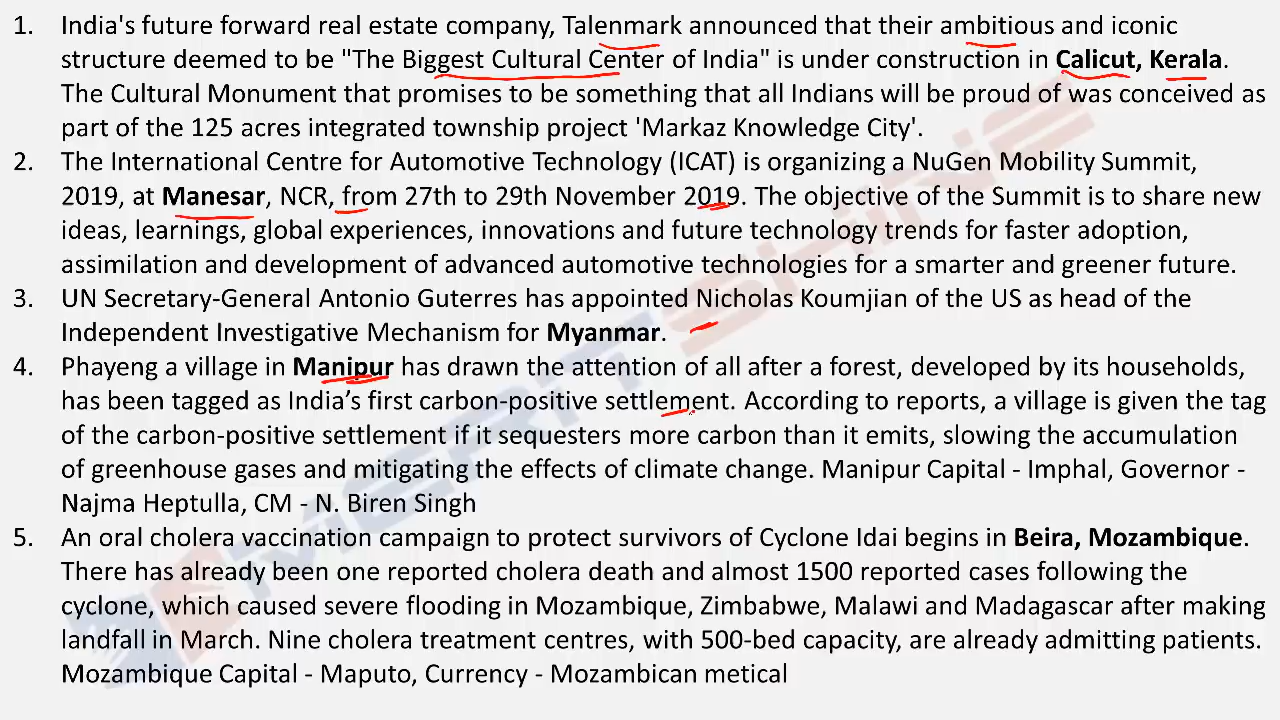 1. India's future forward real estate company, Talenmark announced that their ambitious and iconic
structure deemed to be "The Biggest Cultural Center of India" is under construction in Calicut, Kerala.
The Cultural Monument that promises to be something that all Indians will be proud of was conceived as
part of the 125 acres integrated township project 'Markaz Knowledge City'.
2. The International Centre for Automotive Technology (ICAT) is organizing a NuGen Mobility Summit,
2019, at Manesar, NCR, from 27th to 29th November 2019. The objective of the Summit is to share new
ideas, learnings, global experiences, innovations and future technology trends for faster adoption,
assimilation and development of advanced automotive technologies for a smarter and greener future.
3. UN Secretary-General Antonio Guterres has appointed Nicholas Koumjian of the US as head of the
Independent Investigative Mechanism for Myanmar.
4. Phayeng a village in Manipur has drawn the attention of all after a forest, developed by its households,
has been tagged as India’s first carbon-positive settlement. According to reports, a village is given the tag
of the carbon-positive settlement if it sequesters more carbon than it emits, slowing the accumulation
of greenhouse gases and mitigating the effects of climate change. Manipur Capital - Imphal, Governor -
Najma Heptulla, CM - N. Biren Singh
5. An oral cholera vaccination campaign to protect survivors of Cyclone Idai begins in Beira, Mozambique.
There has already been one reported cholera death and almost 1500 reported cases following the
cyclone, which caused severe flooding in Mozambique, Zimbabwe, Malawi and Madagascar after making
landfall in March. Nine cholera treatment centres, with 500-bed capacity, are already admitting patients.
Mozambique Capital - Maputo, Currency - Mozambican metical